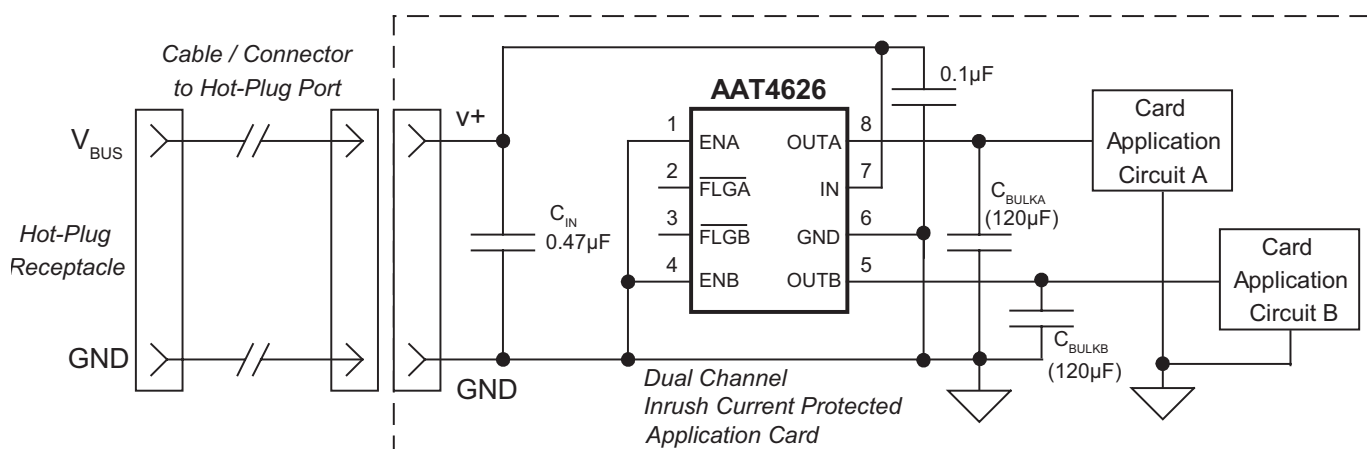 Cable / Connector
to Hot-Plug Port
V_BUS
Hot-Plug
Receptacle
GND
v+
C_IN
0.47µF
GND
AAT4626
0.1µF
1
ENA
2
FLGA
3
FLGB
4
ENB
8
OUTA
7
IN
6
GND
5
OUTB
C_BULKA
(120µF)
C_BULKB
(120µF)
Card
Application
Circuit A
Card
Application
Circuit B
Dual Channel
Inrush Current Protected
Application Card